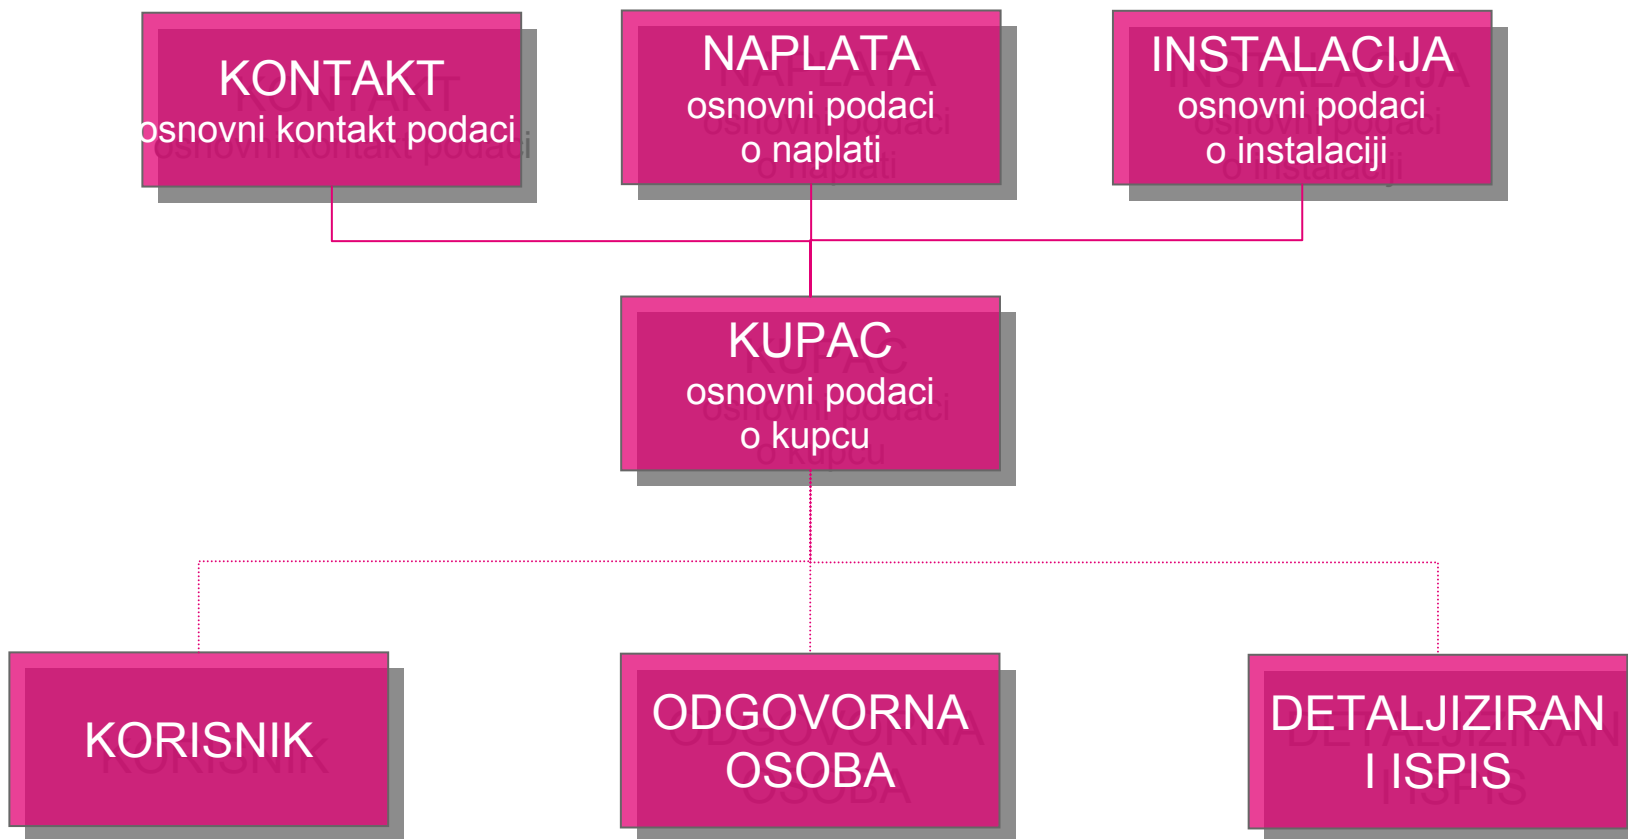 KONTAKT
osnovni kontakt podaci
NAPLATA
osnovni podaci
o naplati
INSTALACIJA
osnovni podaci
o instalaciji
KUPAC
osnovni podaci
o kupcu
KORISNIK
ODGOVORNA
OSOBA
DETALJIZIRAN
I ISPIS